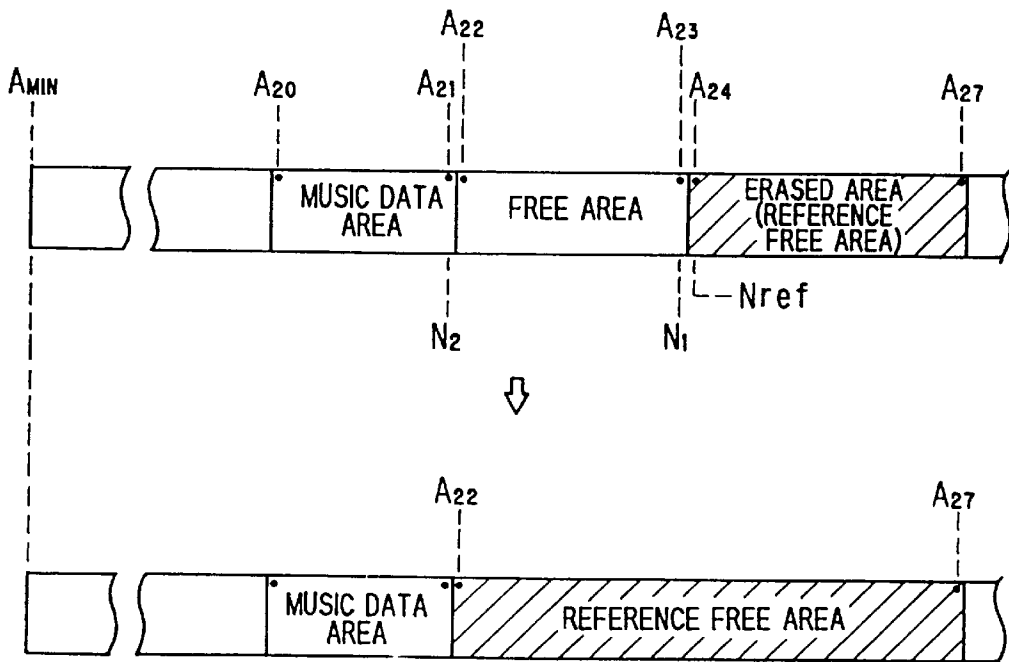 A22 A23
AMIN A20 A21 A24 A27
MUSIC DATA
AREA
FREE AREA
ERASED AREA
(REFERENCE
FREE AREA)
Nref
N2 N1
A22 A27
MUSIC DATA
AREA
REFERENCE FREE AREA